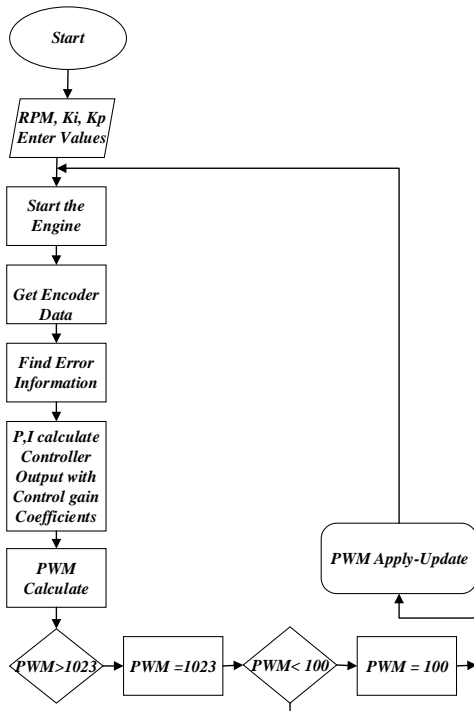 Start
RPM, Ki, Kp
Enter Values
Start the
Engine
Get Encoder
Data
Find Error
Information
P,I calculate
Controller
Output with
Control gain
Coefficients
PWM
Calculate
PWM Apply-Update
PWM>1023
PWM =1023
PWM< 100
PWM = 100